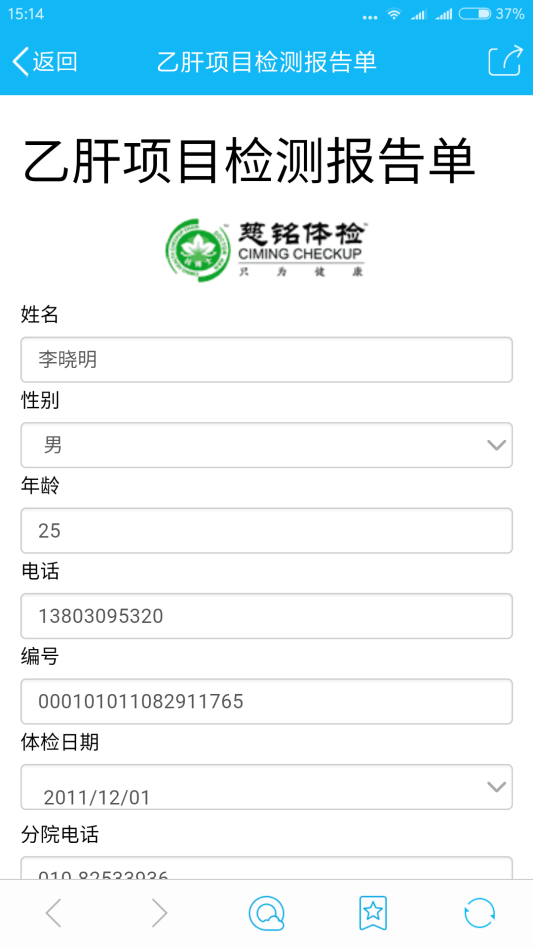 15:14
37%
返回
乙肝项目检测报告单
乙肝项目检测报告单
慈铭体检
CIMING CHECKUP
只为健康
姓名
李晓明
性别
男
年龄
25
电话
13803095320
编号
000101011082911765
体检日期
2011/12/01
分院电话
010 82533936